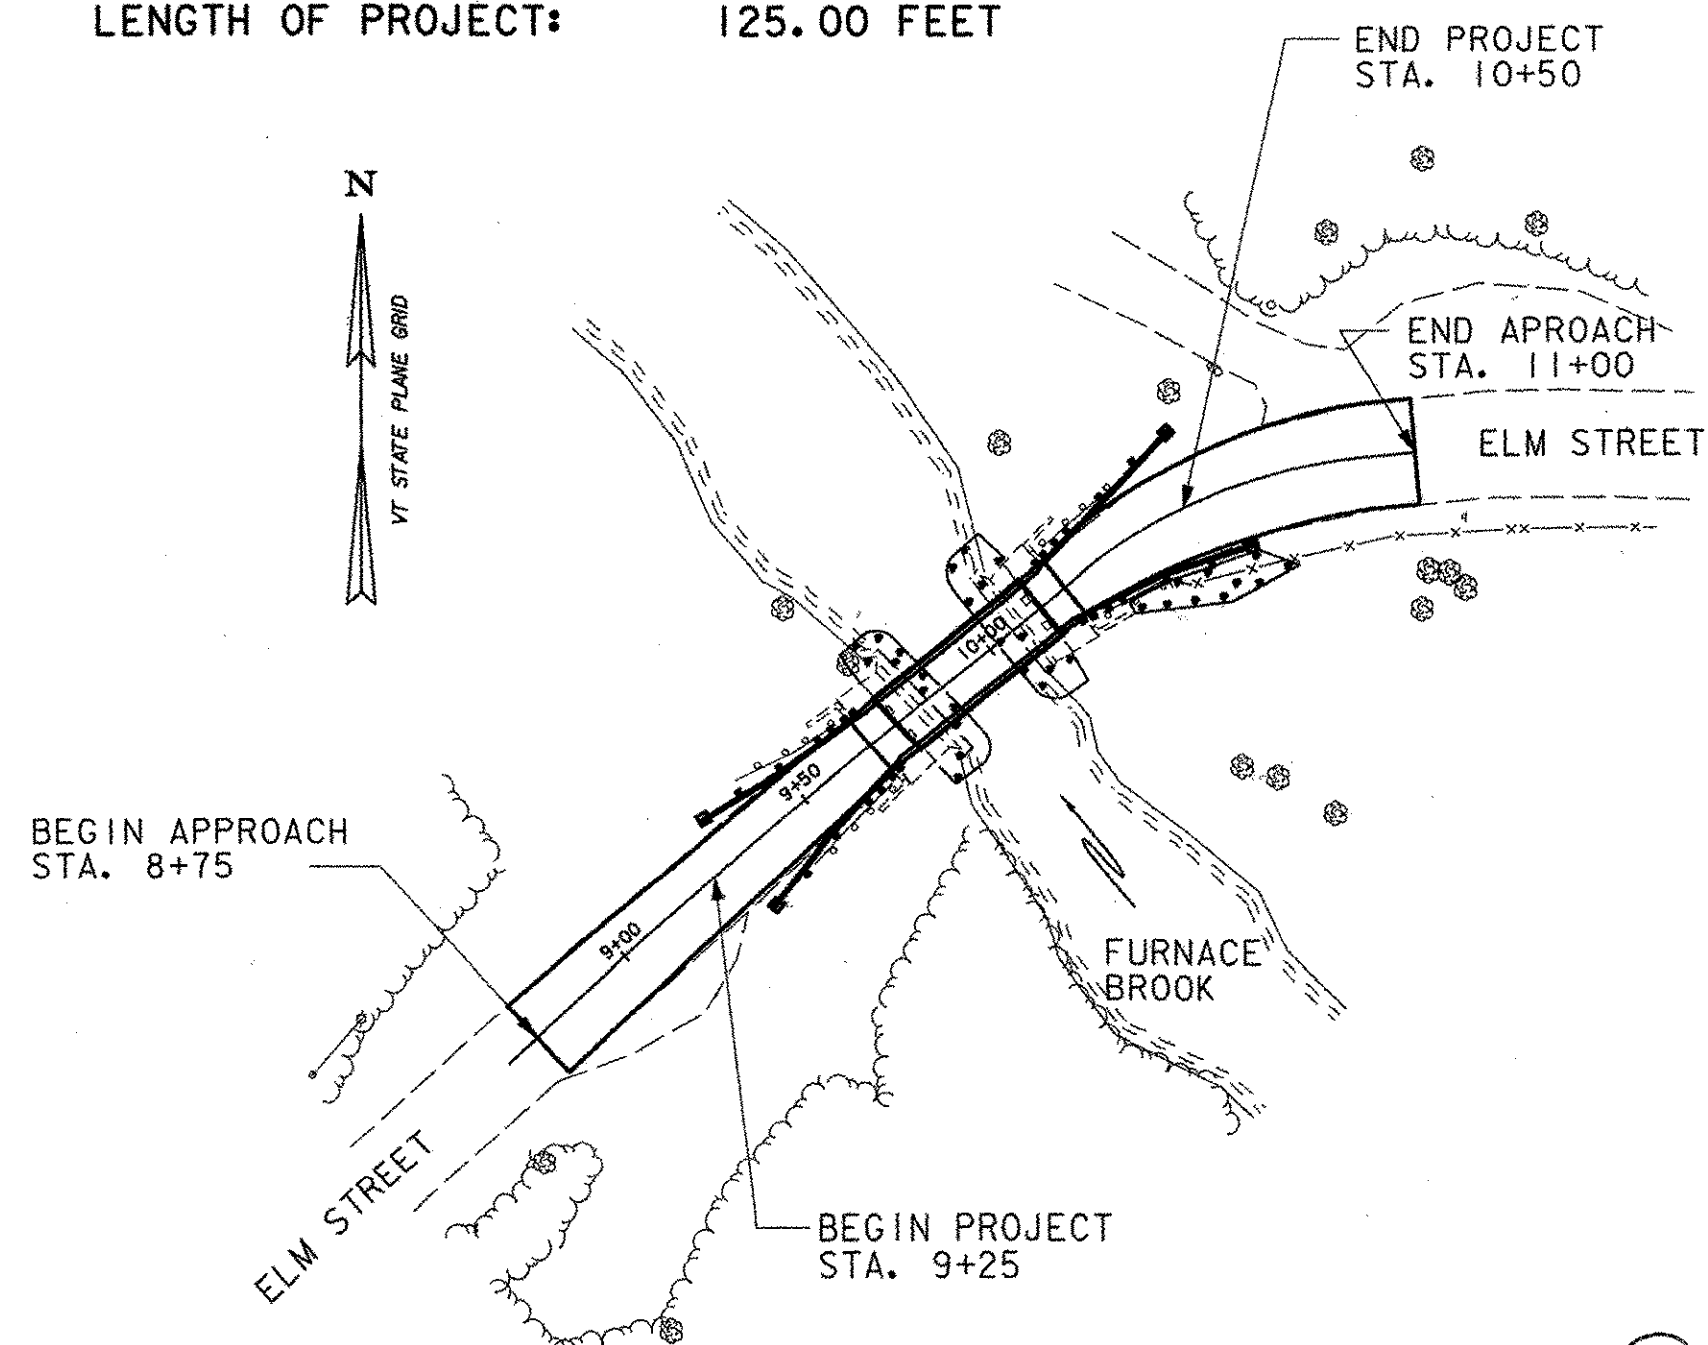 LENGTH OF PROJECT: 125.00 FEET
END PROJECT
STA. 10+50
N
VT STATE PLANE GRID
END APROACH
STA. 11+00
ELM STREET
10+00
9+50
BEGIN APPROACH
STA. 8+75
9+00
FURNACE
BROOK
ELM STREET
BEGIN PROJECT
STA. 9+25